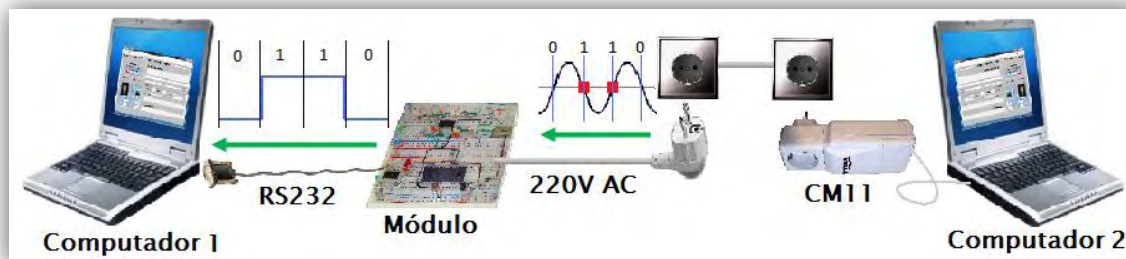 0 1 1 0
0 1 1 0
RS232
220V AC
CM11
Módulo
Computador 1
Computador 2